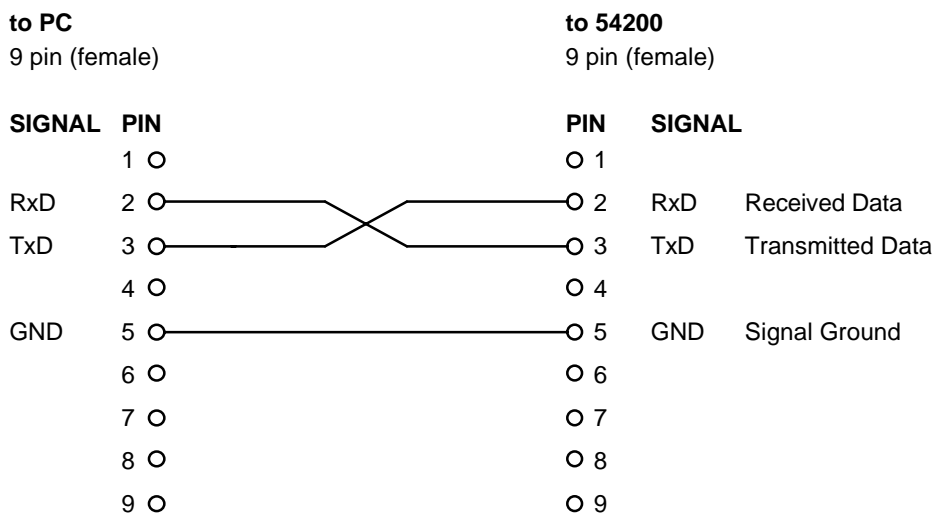 to PC to 54200
9 pin (female) 9 pin (female)
SIGNAL PIN PIN SIGNAL
1 1
RxD 2 2 RxD Received Data
TxD 3 3 TxD Transmitted Data
4 4
GND 5 5 GND Signal Ground
6 6
7 7
8 8
9 9